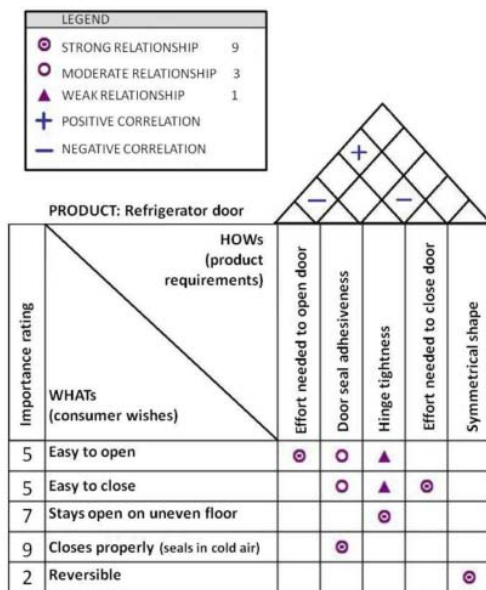 LEGEND
STRONG RELATIONSHIP 9
MODERATE RELATIONSHIP 3
WEAK RELATIONSHIP 1
+ POSITIVE CORRELATION
− NEGATIVE CORRELATION
+
− −
PRODUCT: Refrigerator door
HOWs
(product
requirements)
Importance rating
WHATs
(consumer wishes)
Effort needed to open door
Door seal adhesiveness
Hinge tightness
Effort needed to close door
Symmetrical shape
5 Easy to open
5 Easy to close
7 Stays open on uneven floor
9 Closes properly (seals in cold air)
2 Reversible